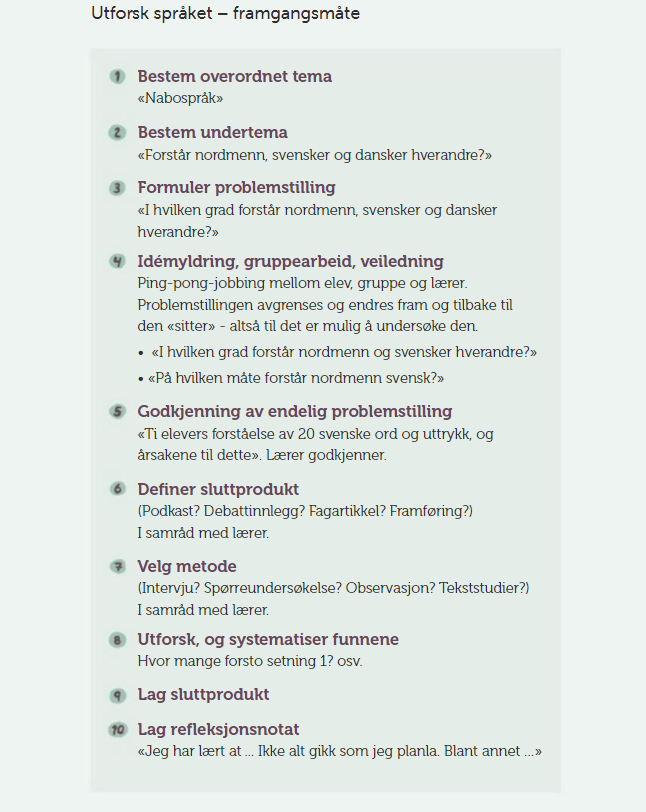 Utforsk språket – framgangsmåte
1 Bestem overordnet tema
«Nabospråk»
2 Bestem undertema
«Forstår nordmenn, svensker og dansker hverandre?»
3 Formuler problemstilling
«I hvilken grad forstår nordmenn, svensker og dansker
hverandre?»
4 Idémyldring, gruppearbeid, veiledning
Ping-pong-jobbing mellom elev, gruppe og lærer.
Problemstillingen avgrenses og endres fram og tilbake til
den «sitter» - altså til det er mulig å undersøke den.
• «I hvilken grad forstår nordmenn og svensker hverandre?»
• «På hvilken måte forstår nordmenn svensk?»
5 Godkjenning av endelig problemstilling
«Ti elevers forståelse av 20 svenske ord og uttrykk, og
årsakene til dette». Lærer godkjenner.
6 Definer sluttprodukt
(Podkast? Debattinnlegg? Fagartikkel? Framføring?)
I samråd med lærer.
7 Velg metode
(Intervju? Spørreundersøkelse? Observasjon? Tekststudier?)
I samråd med lærer.
8 Utforsk, og systematiser funnene
Hvor mange forsto setning 1? osv.
9 Lag sluttprodukt
10 Lag refleksjonsnotat
«Jeg har lært at ... Ikke alt gikk som jeg planla. Blant annet ...»